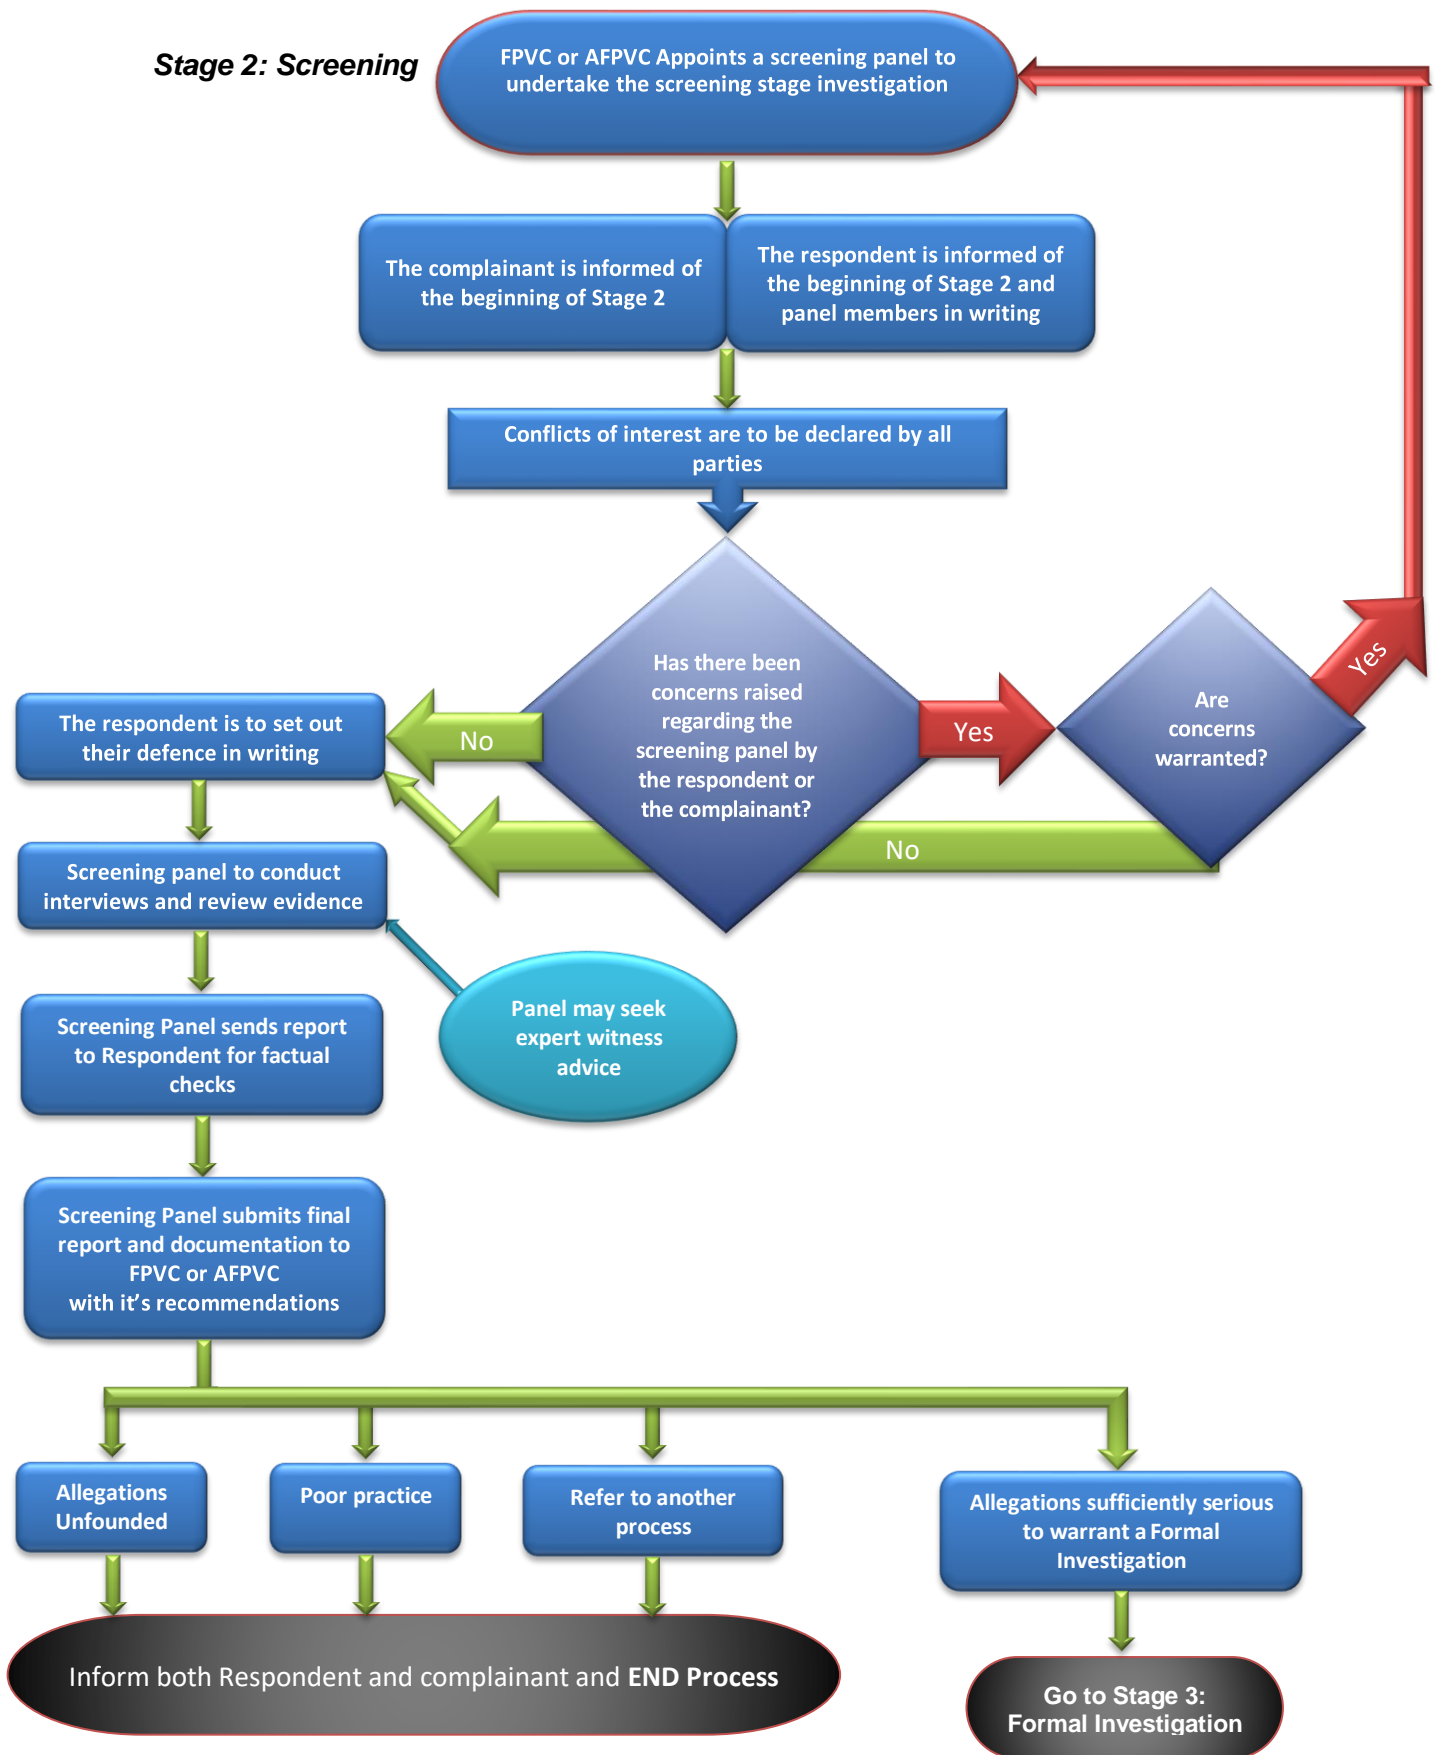 Stage 2: Screening
FPVC or AFPVC Appoints a screening panel to
undertake the screening stage investigation
The complainant is informed of
the beginning of Stage 2
The respondent is informed of
the beginning of Stage 2 and
panel members in writing
Conflicts of interest are to be declared by all
parties
Has there been
concerns raised
regarding the
screening panel by
the respondent or
the complainant?
Yes
Are
concerns
warranted?
Yes
No
No
The respondent is to set out
their defence in writing
Screening panel to conduct
interviews and review evidence
Panel may seek
expert witness
advice
Screening Panel sends report
to Respondent for factual
checks
Screening Panel submits final
report and documentation to
FPVC or AFPVC
with it’s recommendations
Allegations
Unfounded
Poor practice
Refer to another
process
Allegations sufficiently serious
to warrant a Formal
Investigation
Inform both Respondent and complainant and END Process
Go to Stage 3:
Formal Investigation